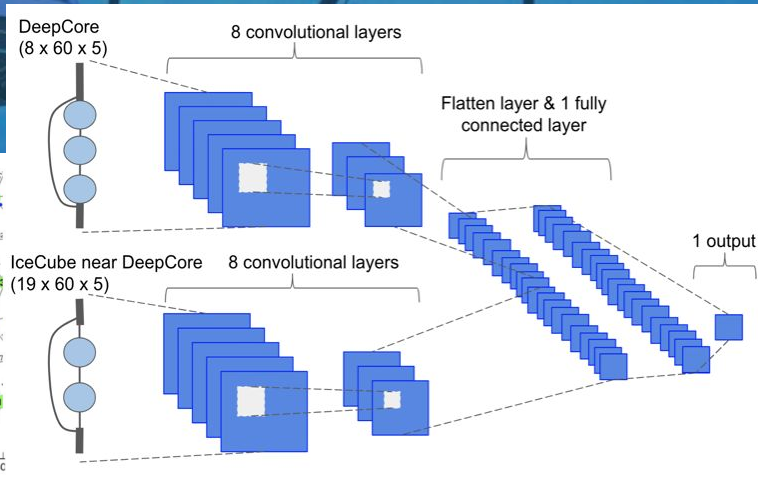 DeepCore
(8 x 60 x 5)
8 convolutional layers
Flatten layer & 1 fully
connected layer
1 output
IceCube near DeepCore
(19 x 60 x 5)
8 convolutional layers